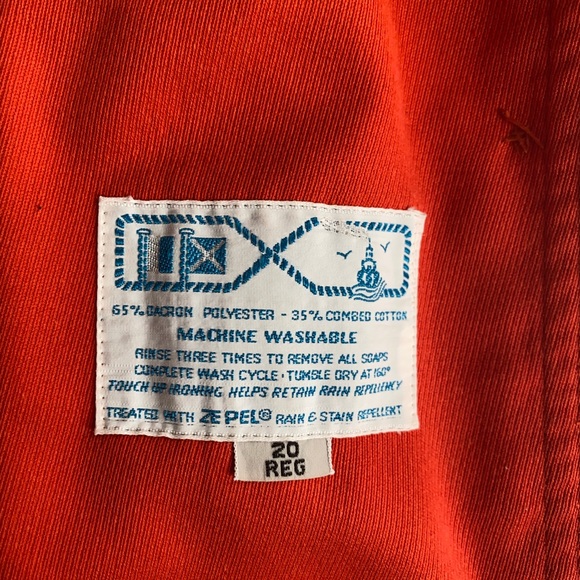 65% DACRON POLYESTER - 35% COMBED COTTON
MACHINE WASHABLE
RINSE THREE TIMES TO REMOVE ALL SOAPS
COMPLETE WASH CYCLE · TUMBLE DRY AT 160°
TOUCH UP IRONING HELPS RETAIN RAIN REPELLENCY
TREATED WITH ZEPEL® RAIN & STAIN REPELLENT
20
REG